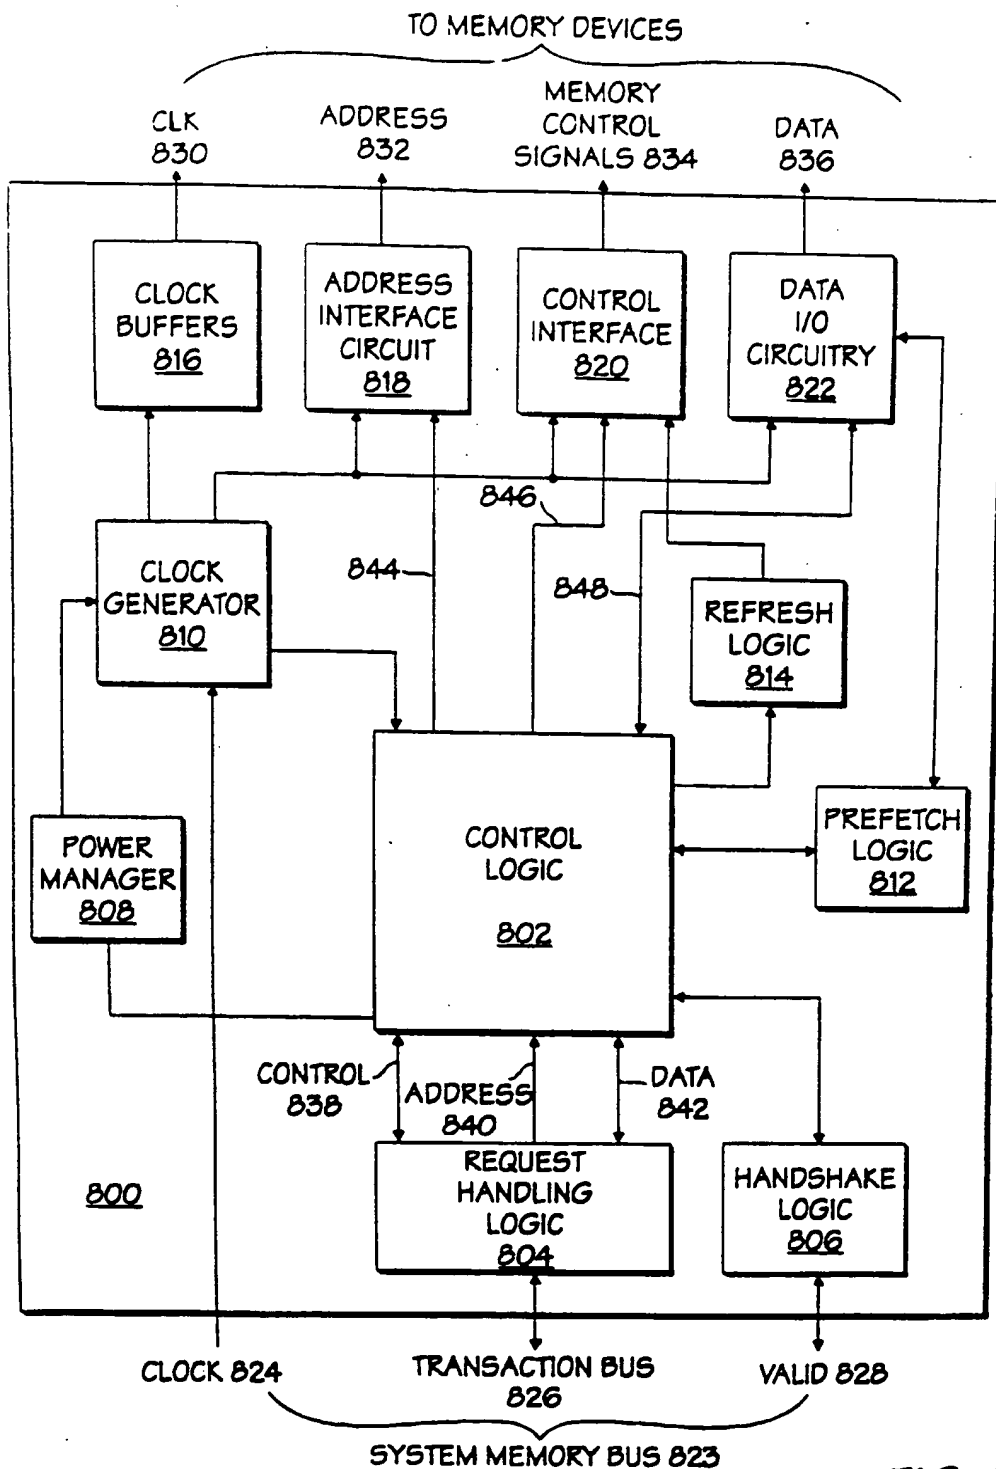 TO MEMORY DEVICES
CLK
830
ADDRESS
832
MEMORY
CONTROL
SIGNALS 834
DATA
836
CLOCK
BUFFERS
816
ADDRESS
INTERFACE
CIRCUIT
818
CONTROL
INTERFACE
820
DATA
I/O
CIRCUITRY
822
846
CLOCK
GENERATOR
810
844
848
REFRESH
LOGIC
814
POWER
MANAGER
808
CONTROL
LOGIC
802
PREFETCH
LOGIC
812
CONTROL
838
ADDRESS
840
DATA
842
800
REQUEST
HANDLING
LOGIC
804
HANDSHAKE
LOGIC
806
CLOCK 824
TRANSACTION BUS
826
VALID 828
SYSTEM MEMORY BUS 823